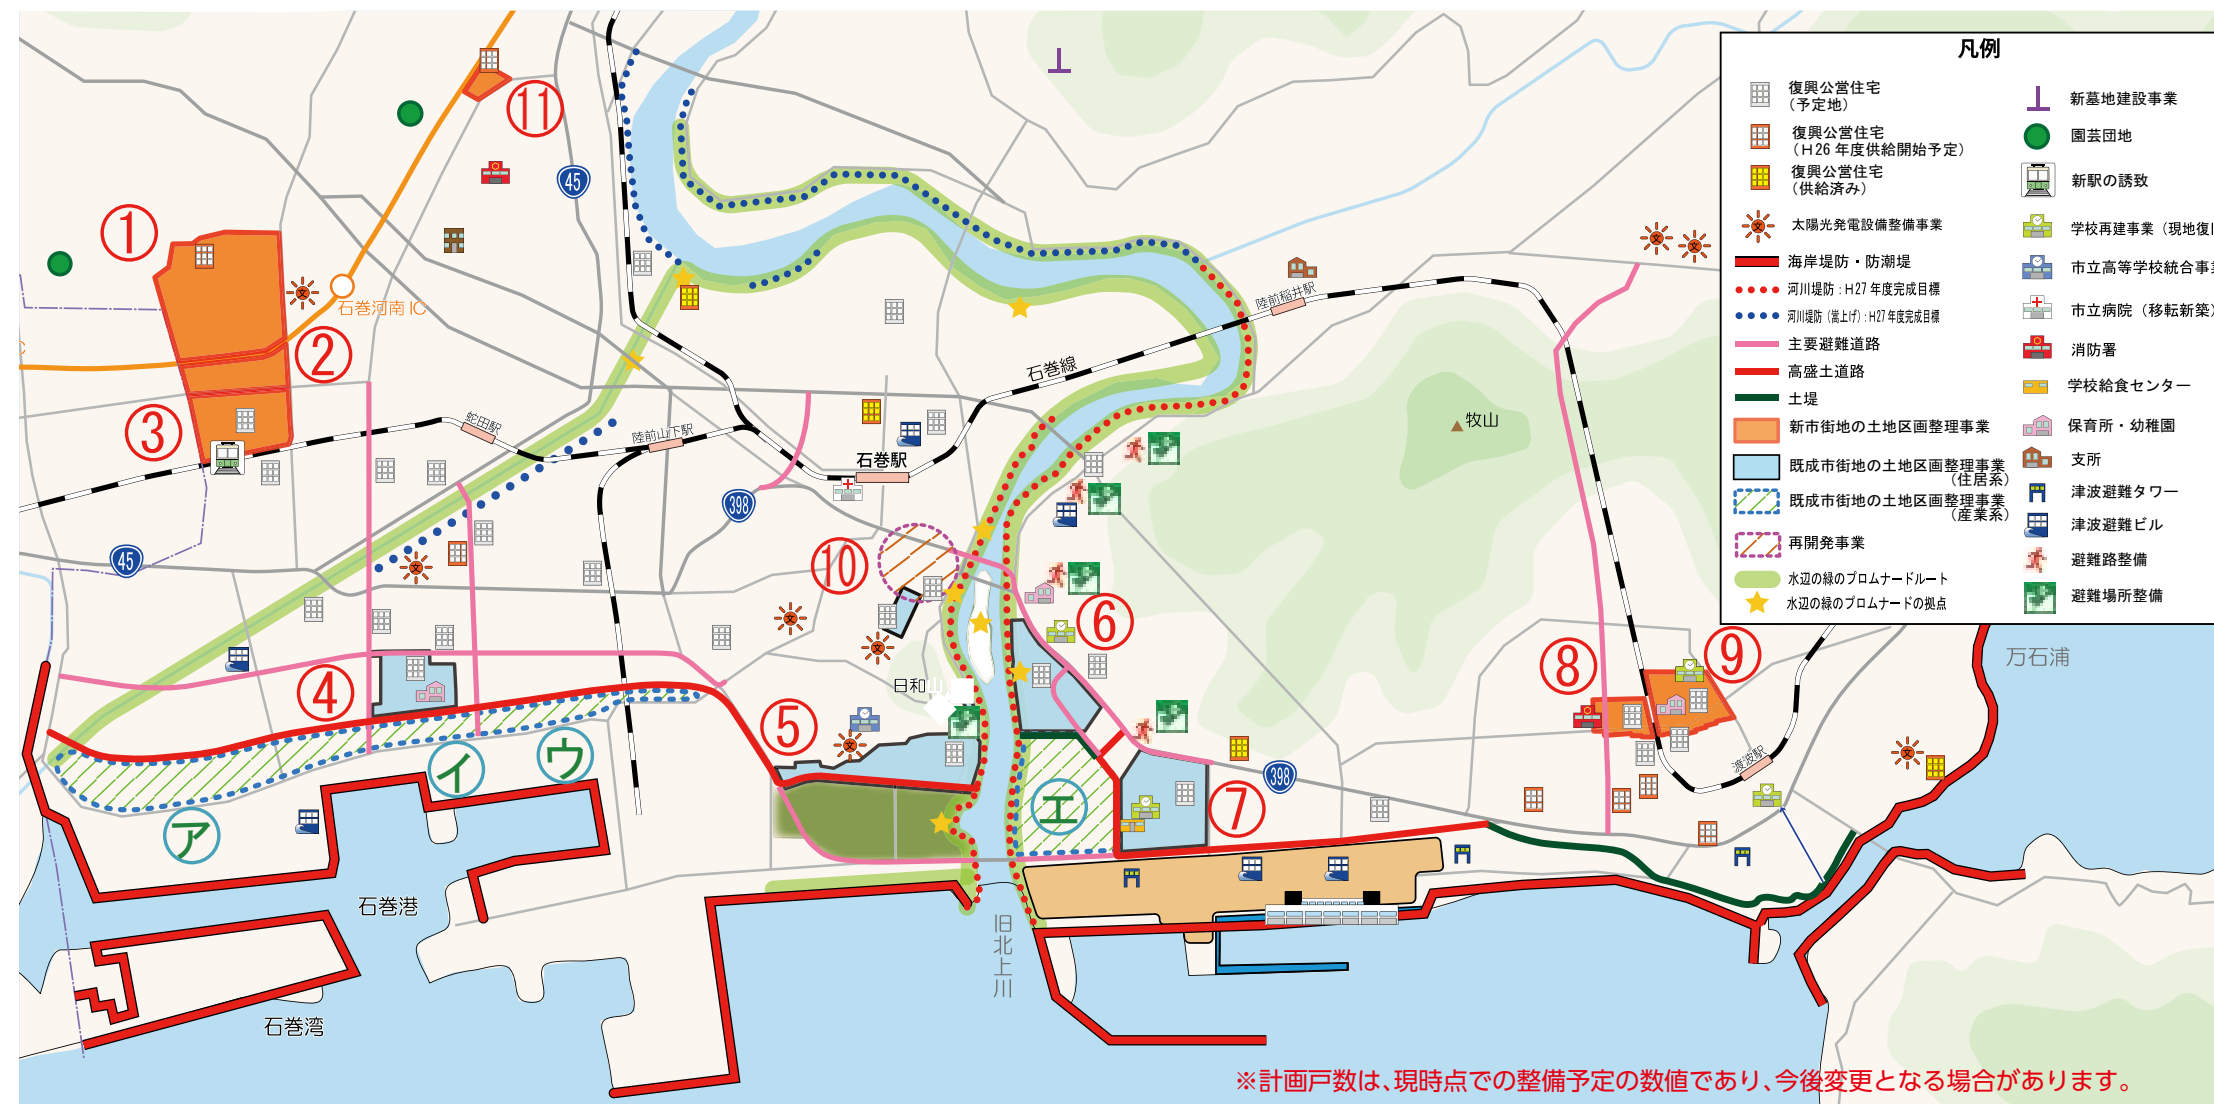 凡例
復興公営住宅
(予定地)
復興公営住宅
(H26 年度供給開始予定)
復興公営住宅
(供給済み)
太陽光発電設備整備事業
海岸堤防・防潮堤
河川堤防:H27 年度完成目標
河川堤防(嵩上げ):H27 年度完成目標
主要避難道路
高盛土道路
土堤
新市街地の土地区画整理事業
既成市街地の土地区画整理事業
(住居系)
既成市街地の土地区画整理事業
(産業系)
再開発事業
水辺の緑のプロムナードルート
水辺の緑のプロムナードの拠点
新墓地建設事業
園芸団地
新駅の誘致
学校再建事業(現地復
市立高等学校統合事
市立病院(移転新築)
消防署
学校給食センター
保育所・幼稚園
支所
津波避難タワー
津波避難ビル
避難路整備
避難場所整備
⑪
45
①
石巻河南 IC
②
③
蛇田駅
陸前山下駅
石巻駅
石巻線
陸前稲井駅
牧山
398
45
⑩
⑥
④
⑤
日和山
⑧
⑨
万石浦
渡波駅
398
⑦
ア
イ
ウ
エ
石巻港
石巻湾
旧北上川
※計画戸数は、現時点での整備予定の数値であり、今後変更となる場合があります。